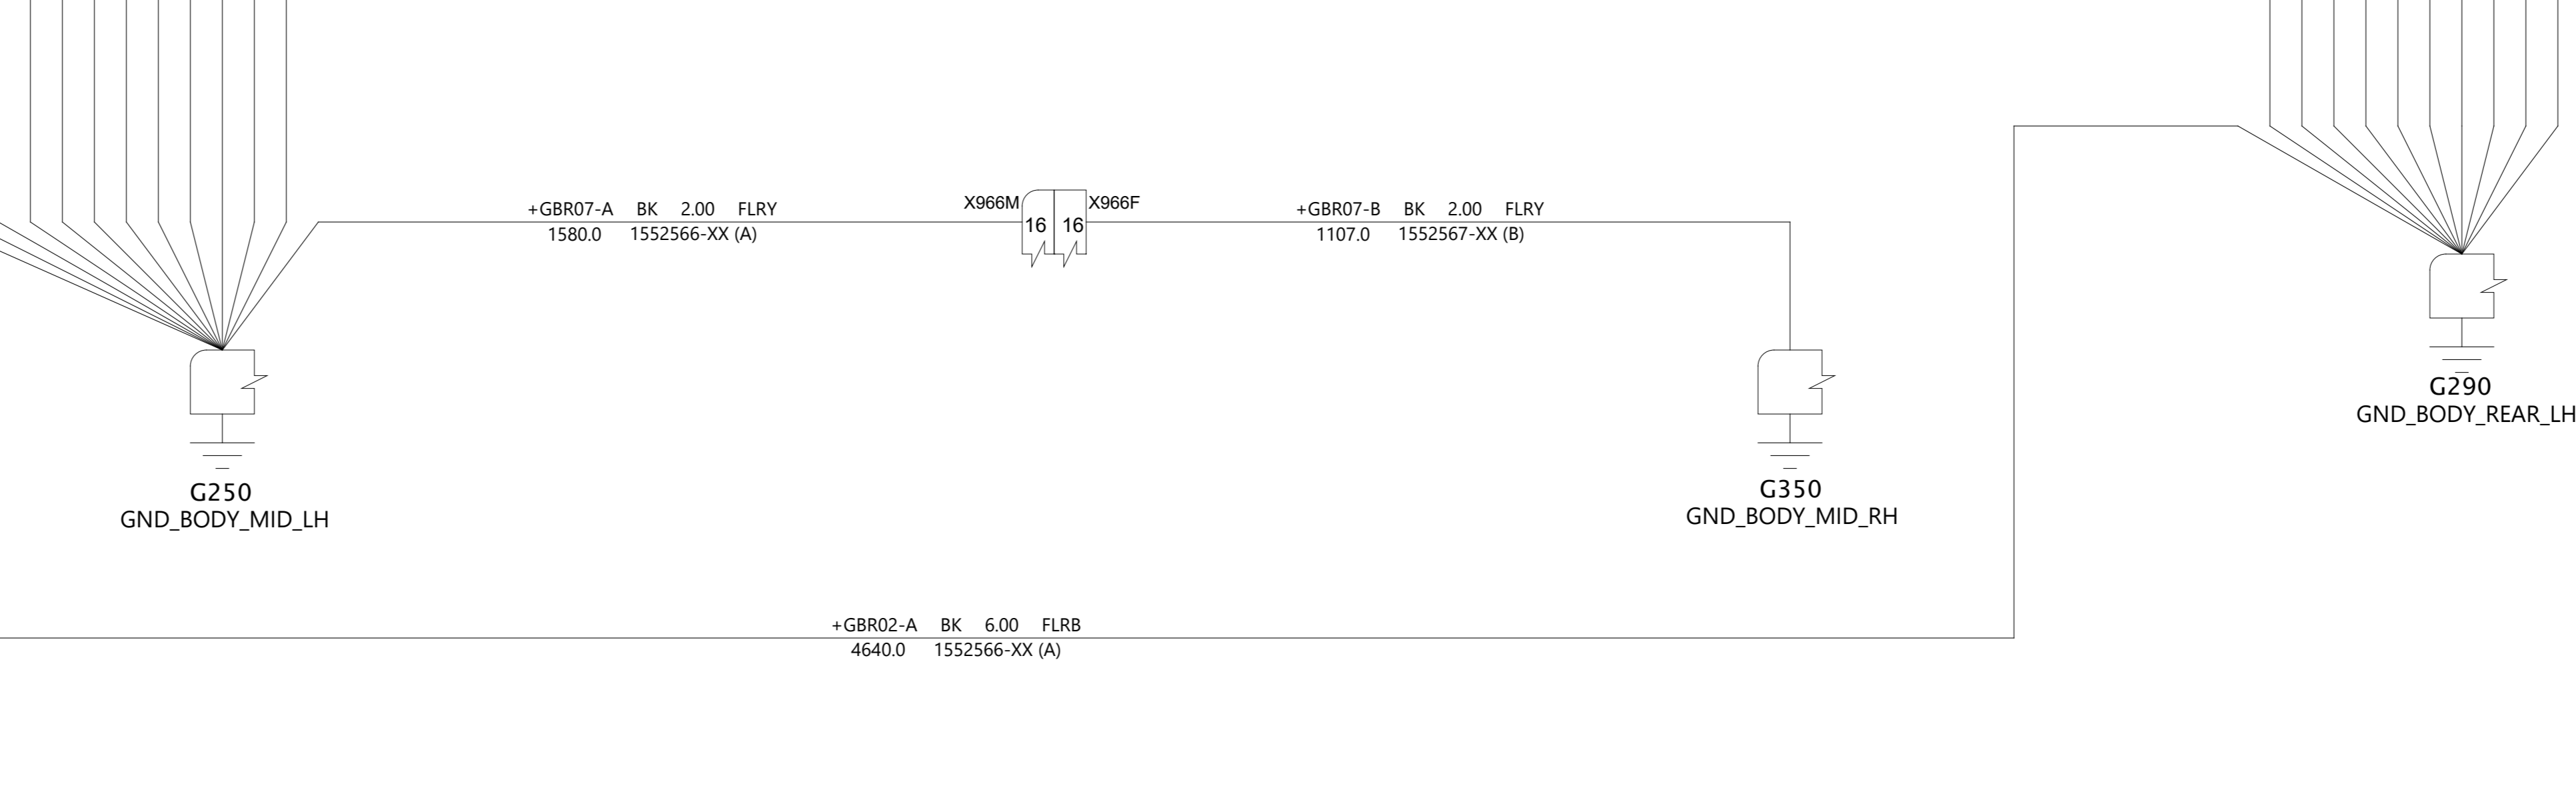 +GBR07-A BK 2.00 FLRY
1580.0 1552566-XX (A)
X966M
16
16
X966F
+GBR07-B BK 2.00 FLRY
1107.0 1552567-XX (B)
G250
GND_BODY_MID_LH
G350
GND_BODY_MID_RH
G290
GND_BODY_REAR_LH
+GBR02-A BK 6.00 FLRB
4640.0 1552566-XX (A)